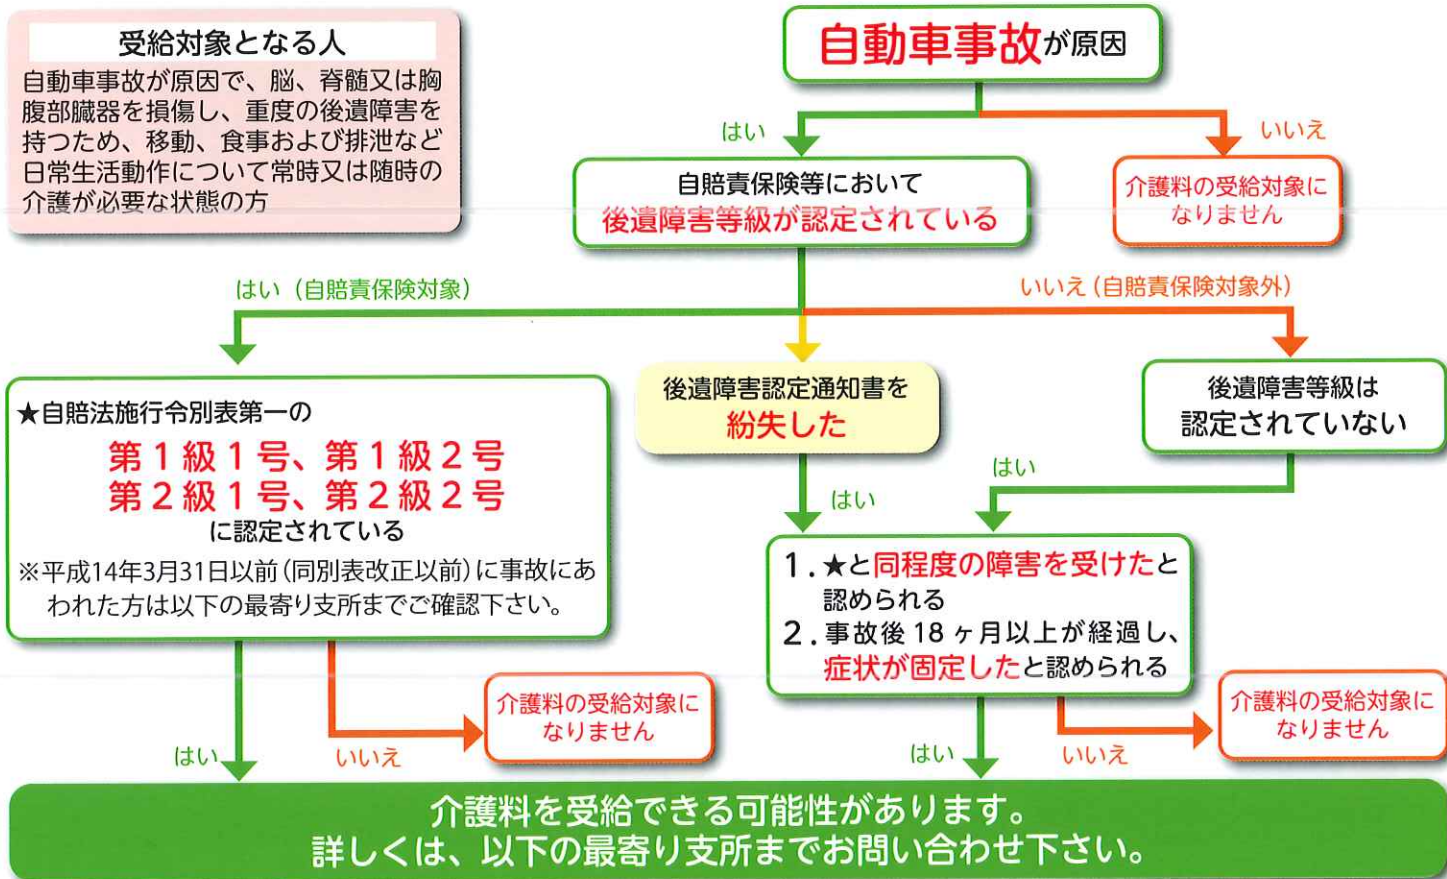 受給対象となる人
自動車事故が原因で、脳、脊髄又は胸
腹部臓器を損傷し、重度の後遺障害を
持つため、移動、食事および排泄など
日常生活動作について常時又は随時の
介護が必要な状態の方
自動車事故が原因
はい
いいえ
自賠責保険等において
後遺障害等級が認定されている
介護料の受給対象に
なりません
はい（自賠責保険対象）
いいえ（自賠責保険対象外）
★自賠法施行令別表第一の
第1級1号、第1級2号
第2級1号、第2級2号
に認定されている
※平成14年3月31日以前（同別表改正以前）に事故にあ
われた方は以下の最寄り支所までご確認下さい。
後遺障害認定通知書を
紛失した
後遺障害等級は
認定されていない
はい
はい
1.★と同程度の障害を受けたと
認められる
2.事故後18ヶ月以上が経過し、
症状が固定したと認められる
介護料の受給対象に
なりません
介護料の受給対象に
なりません
はい
いいえ
はい
いいえ
介護料を受給できる可能性があります。
詳しくは、以下の最寄り支所までお問い合わせ下さい。